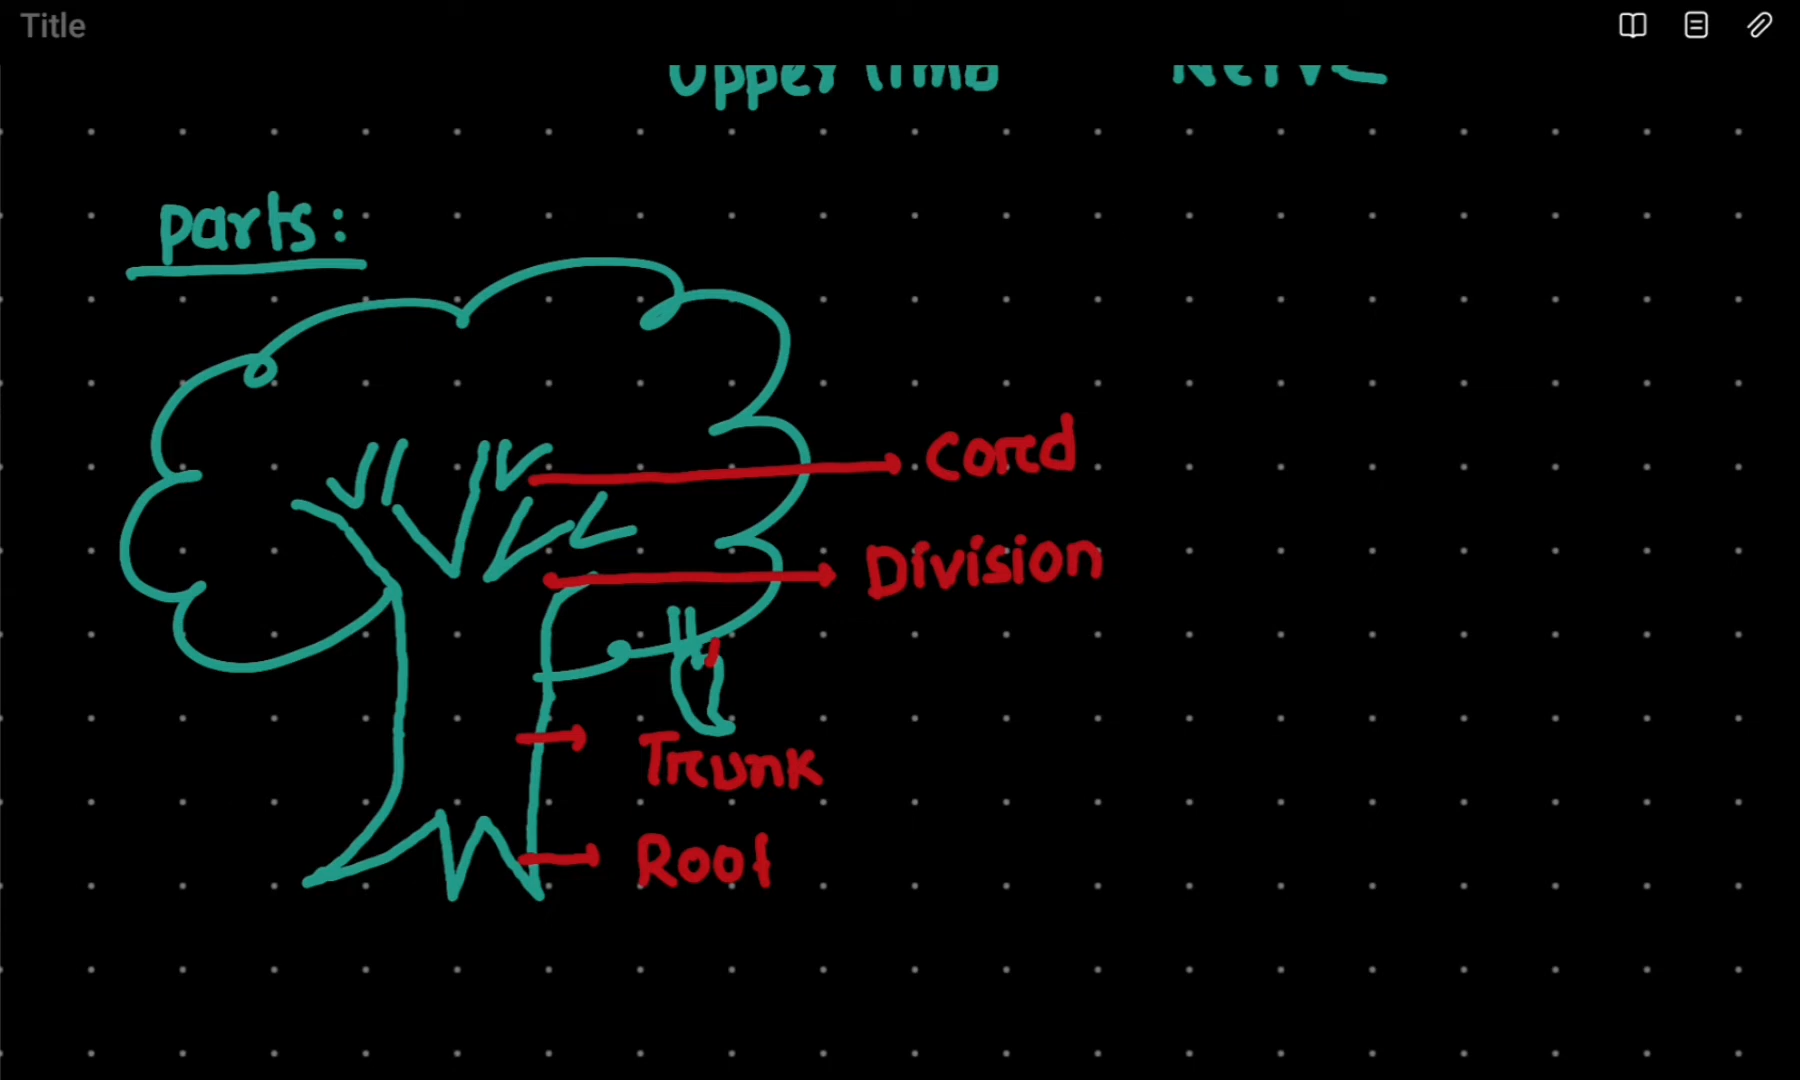 Title
Upper limb Nerve
parts:
Cord
Division
Trunk
Root